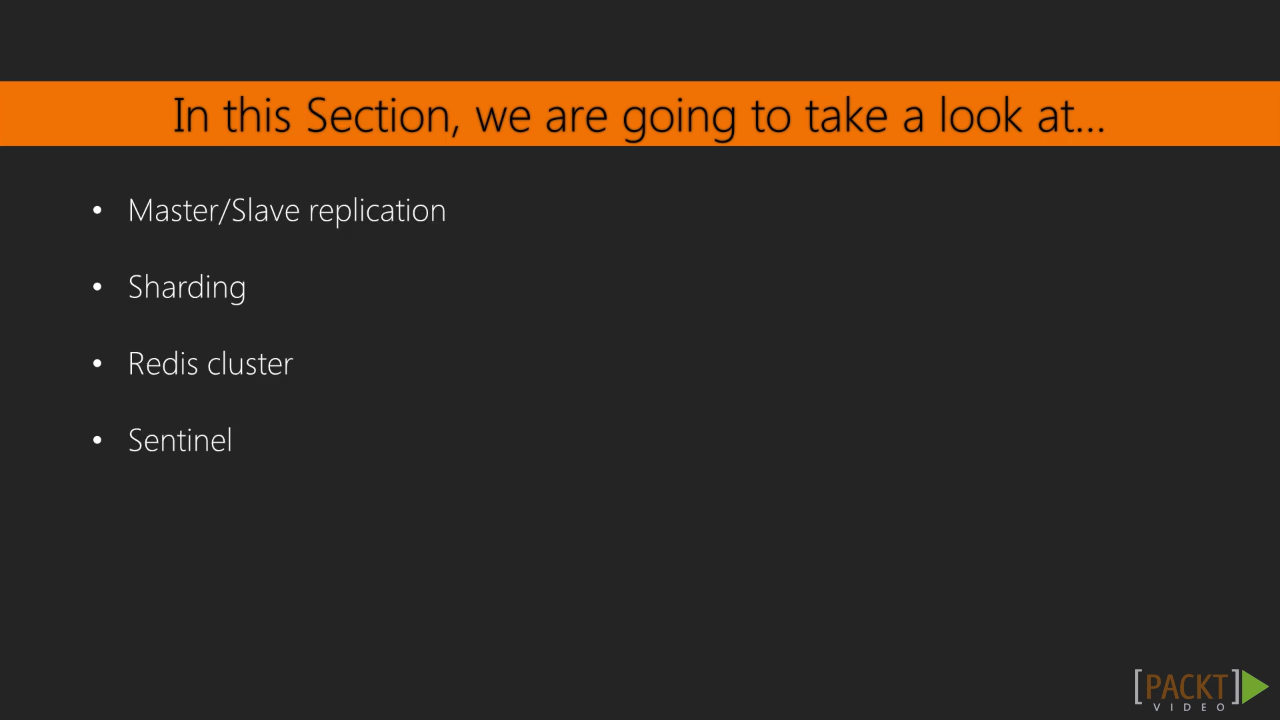 In this Section, we are going to take a look at...
• Master/Slave replication
• Sharding
• Redis cluster
• Sentinel
[PACKT]
VIDEO